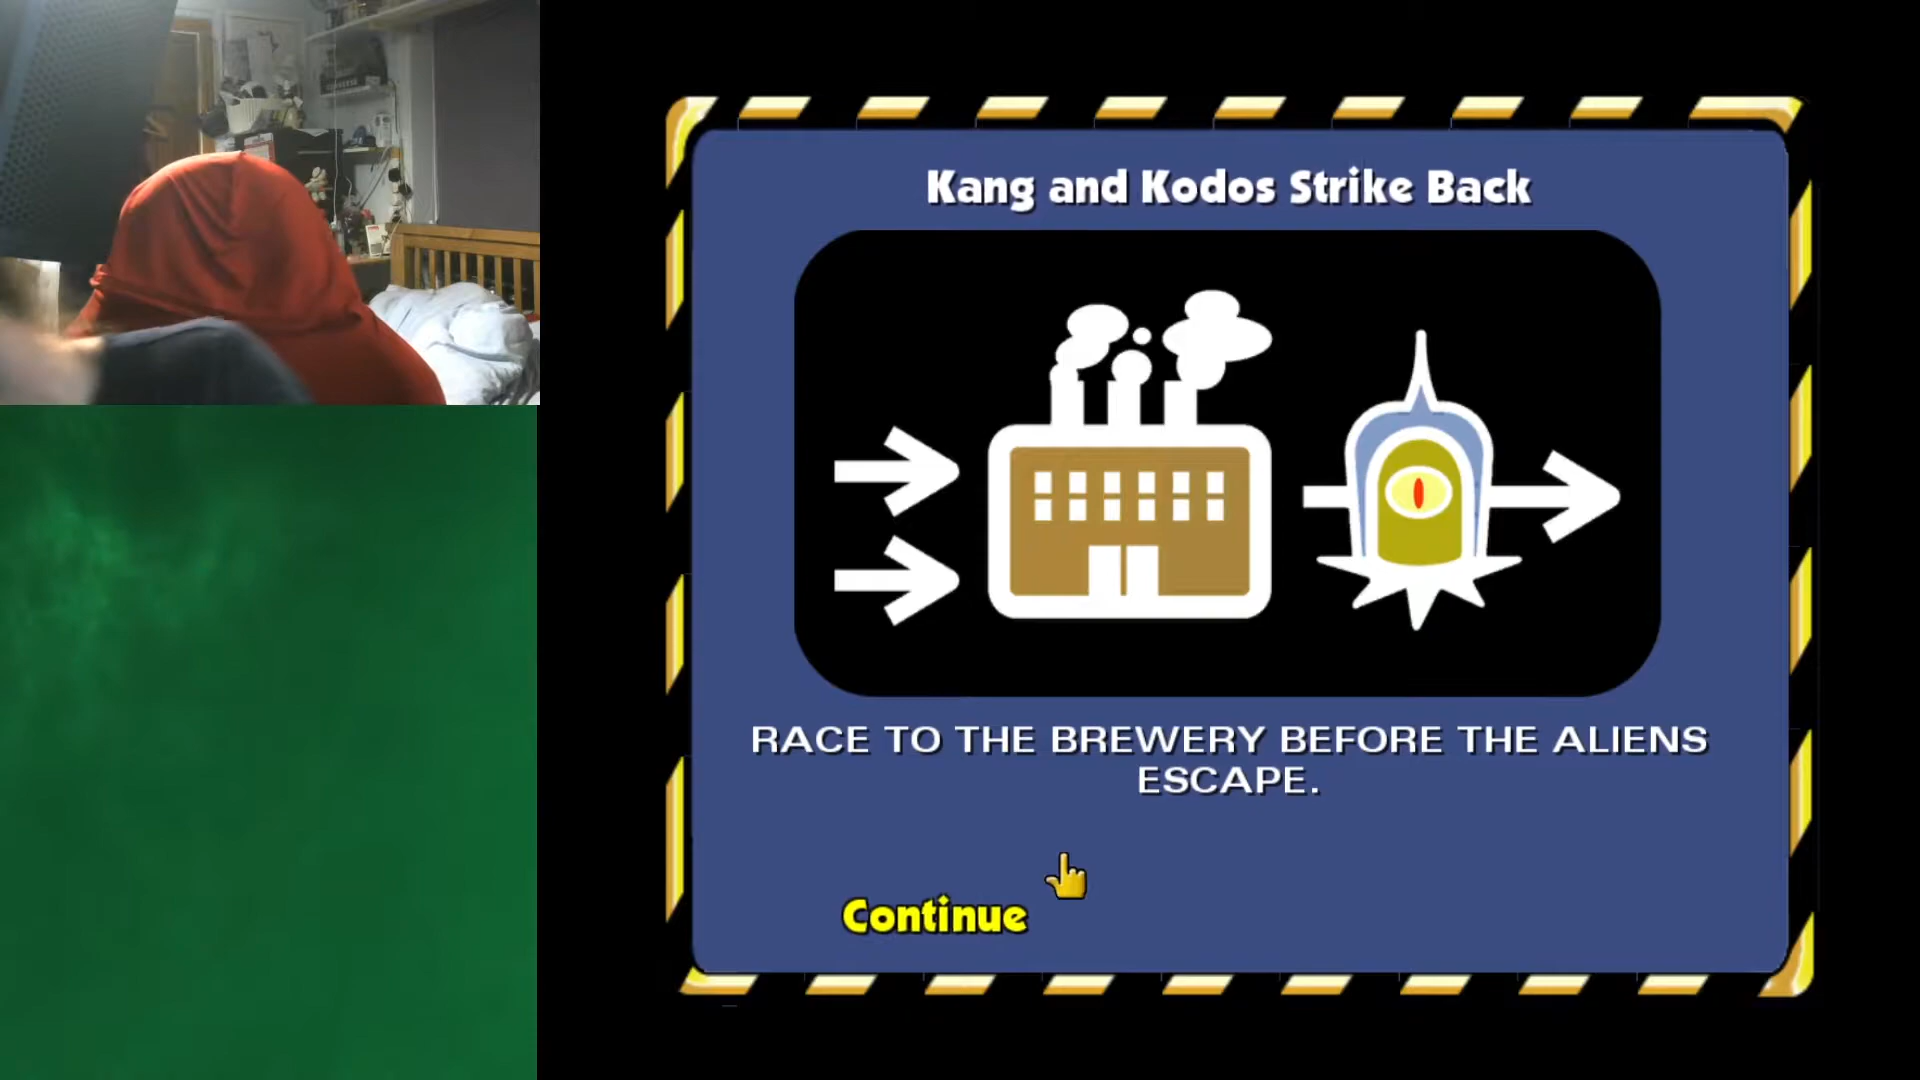 Kang and Kodos Strike Back
RACE TO THE BREWERY BEFORE THE ALIENS
ESCAPE.
Continue